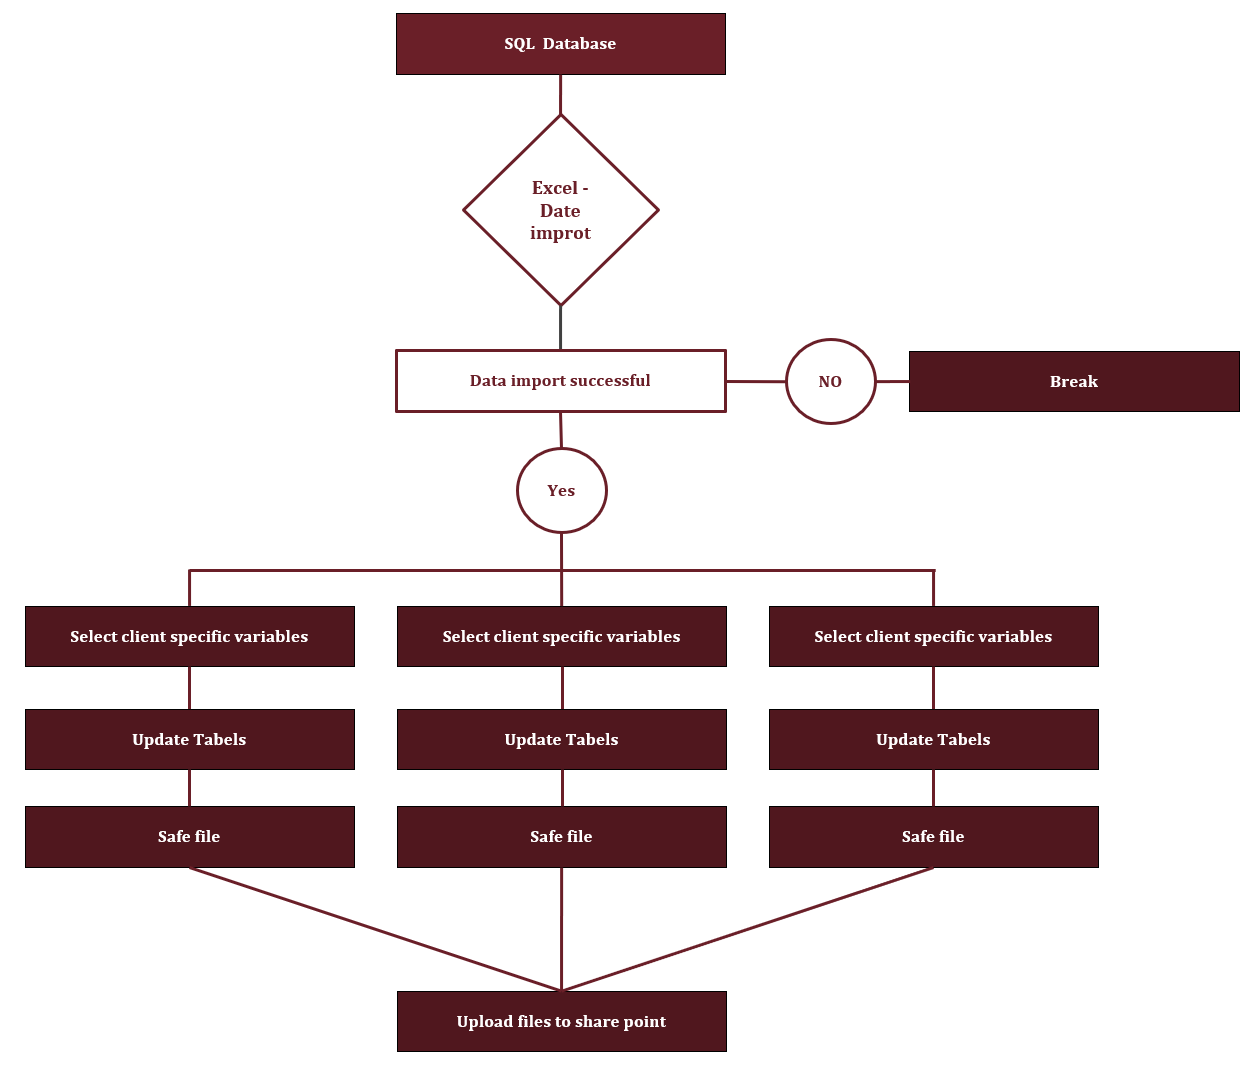 SQL  Database
Excel -
Date
improt
Data import successful
NO
Break
Yes
Select client specific variables
Select client specific variables
Select client specific variables
Update Tabels
Update Tabels
Update Tabels
Safe file
Safe file
Safe file
Upload files to share point